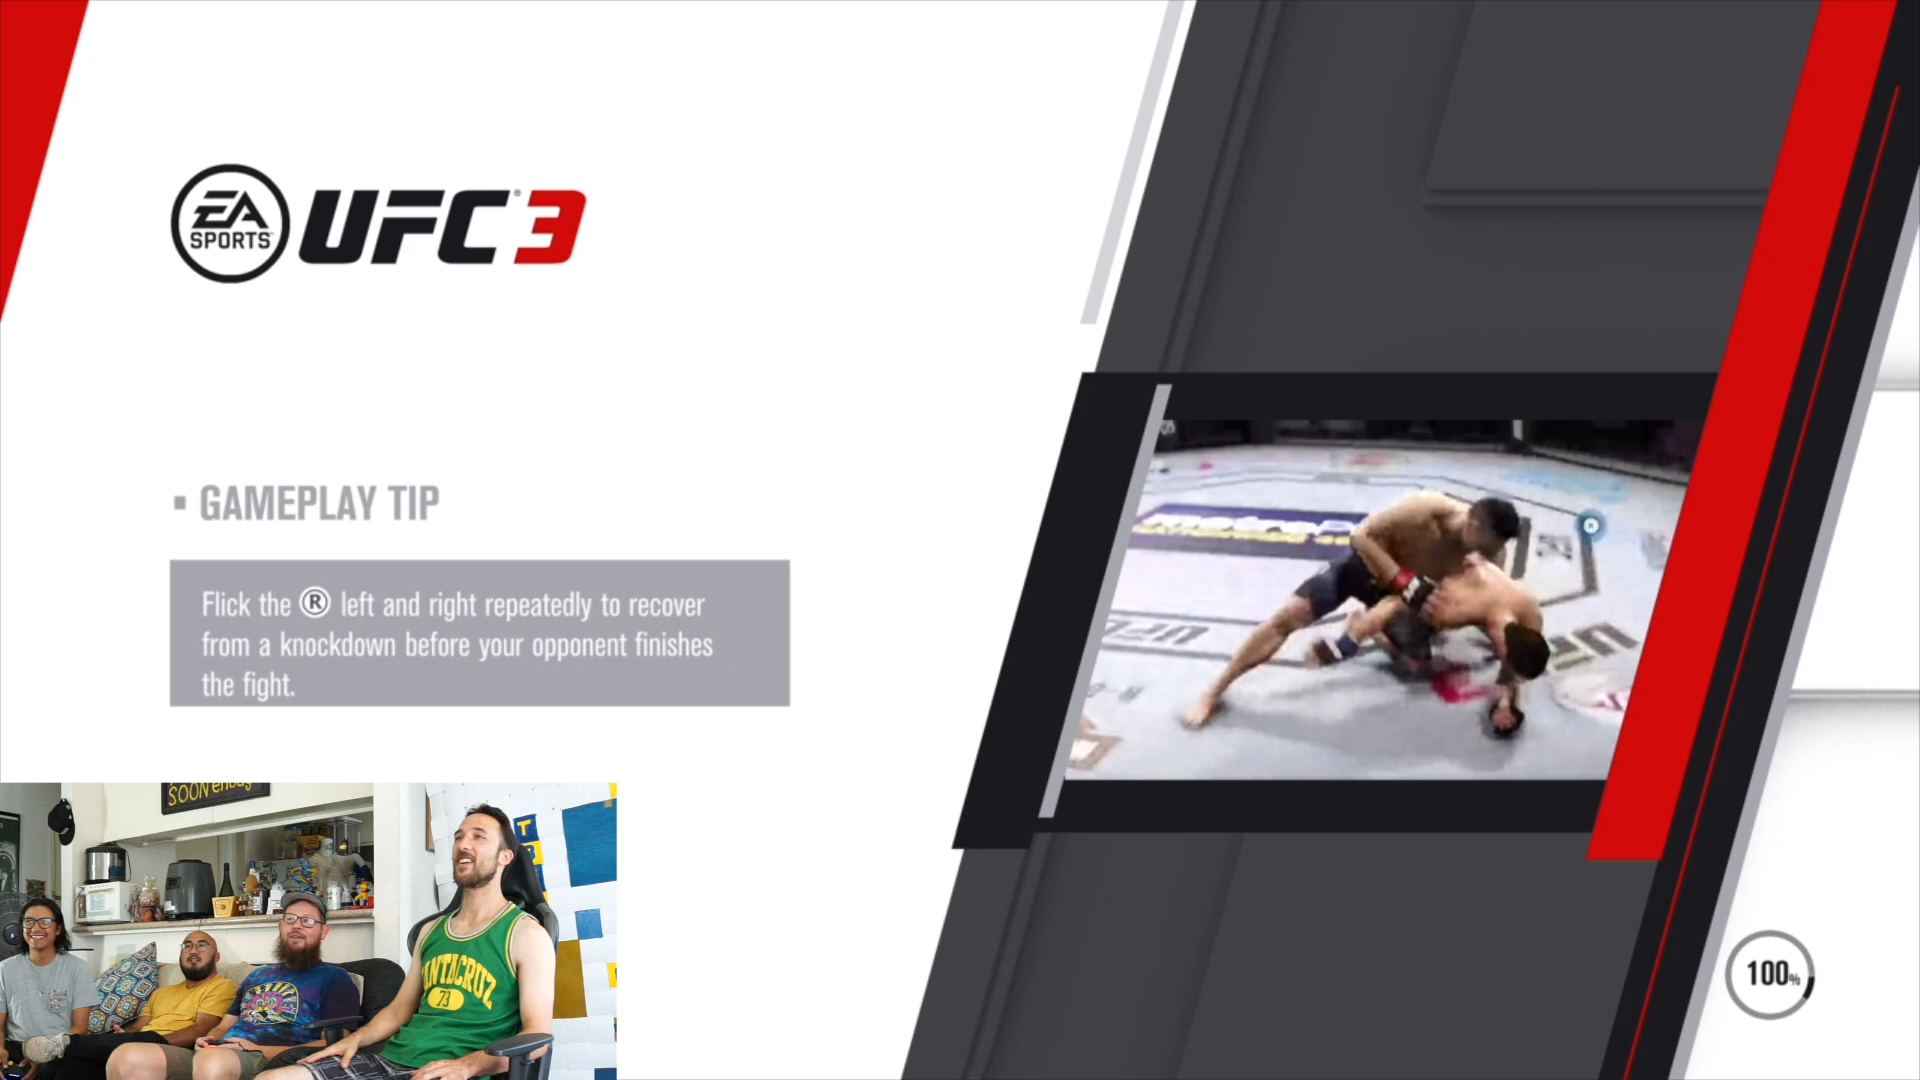 EA
SPORTS
UFC® 3
GAMEPLAY TIP
Flick the Ⓡ left and right repeatedly to recover
from a knockdown before your opponent finishes
the fight.
UFC
SOON
T
B
SANTA CRUZ
73
100%